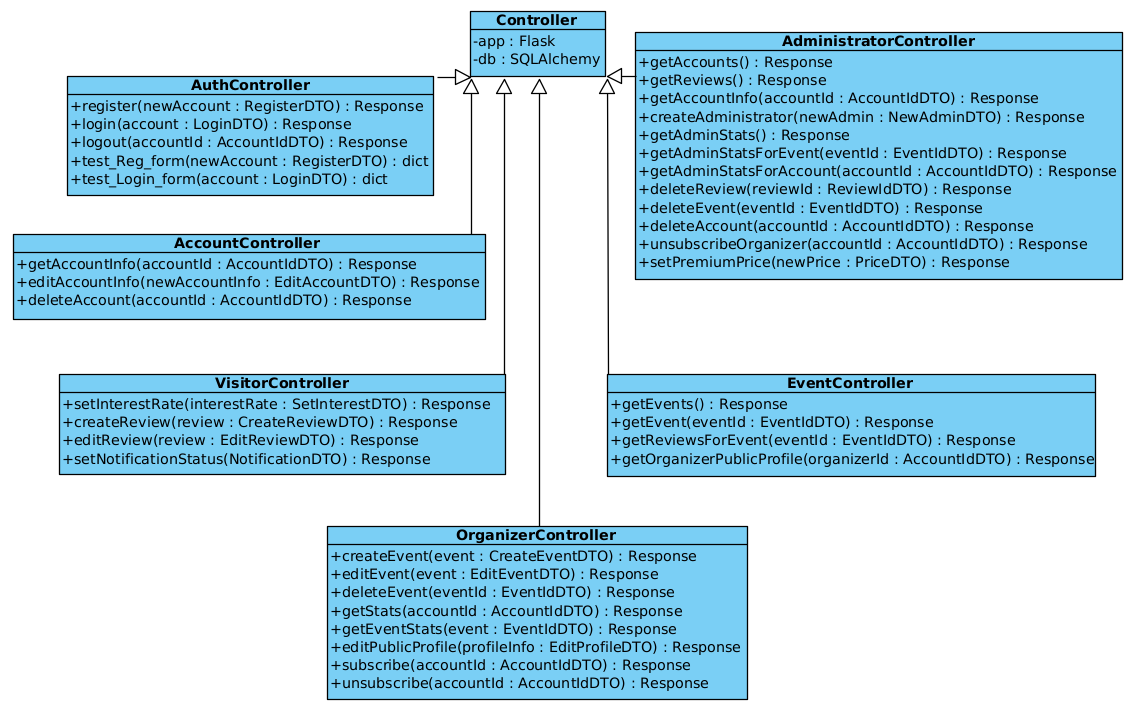 Controller
-app : Flask
-db : SQLAlchemy
AdministratorController
+getAccounts() : Response
+getReviews() : Response
+getAccountInfo(accountId : AccountIdDTO) : Response
+createAdministrator(newAdmin : NewAdminDTO) : Response
+getAdminStats() : Response
+getAdminStatsForEvent(eventId : EventIdDTO) : Response
+getAdminStatsForAccount(accountId : AccountIdDTO) : Response
+deleteReview(reviewId : ReviewIdDTO) : Response
+deleteEvent(eventId : EventIdDTO) : Response
+deleteAccount(accountId : AccountIdDTO) : Response
+unsubscribeOrganizer(accountId : AccountIdDTO) : Response
+setPremiumPrice(newPrice : PriceDTO) : Response
AuthController
+register(newAccount : RegisterDTO) : Response
+login(account : LoginDTO) : Response
+logout(accountId : AccountIdDTO) : Response
+test_Reg_form(newAccount : RegisterDTO) : dict
+test_Login_form(account : LoginDTO) : dict
AccountController
+getAccountInfo(accountId : AccountIdDTO) : Response
+editAccountInfo(newAccountInfo : EditAccountDTO) : Response
+deleteAccount(accountId : AccountIdDTO) : Response
VisitorController
+setInterestRate(interestRate : SetInterestDTO) : Response
+createReview(review : CreateReviewDTO) : Response
+editReview(review : EditReviewDTO) : Response
+setNotificationStatus(NotificationDTO) : Response
EventController
+getEvents() : Response
+getEvent(eventId : EventIdDTO) : Response
+getReviewsForEvent(eventId : EventIdDTO) : Response
+getOrganizerPublicProfile(organizerId : AccountIdDTO) : Response
OrganizerController
+createEvent(event : CreateEventDTO) : Response
+editEvent(event : EditEventDTO) : Response
+deleteEvent(eventId : EventIdDTO) : Response
+getStats(accountId : AccountIdDTO) : Response
+getEventStats(event : EventIdDTO) : Response
+editPublicProfile(profileInfo : EditProfileDTO) : Response
+subscribe(accountId : AccountIdDTO) : Response
+unsubscribe(accountId : AccountIdDTO) : Response